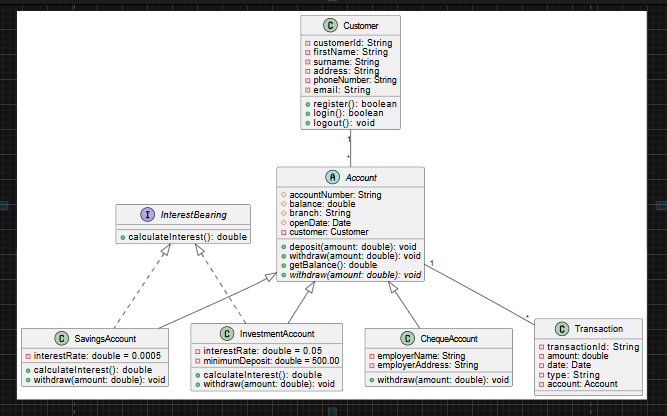 C Customer
customerId: String
firstName: String
surname: String
address: String
phoneNumber: String
email: String
register(): boolean
login(): boolean
logout(): void
1
*
A Account
accountNumber: String
balance: double
branch: String
openDate: Date
customer: Customer
deposit(amount: double): void
withdraw(amount: double): void
getBalance(): double
withdraw(amount: double): void
I InterestBearing
calculateInterest(): double
1
*
C SavingsAccount
interestRate: double = 0.0005
calculateInterest(): double
withdraw(amount: double): void
C InvestmentAccount
interestRate: double = 0.05
minimumDeposit: double = 500.00
calculateInterest(): double
withdraw(amount: double): void
C ChequeAccount
employerName: String
employerAddress: String
withdraw(amount: double): void
C Transaction
transactionId: String
amount: double
date: Date
type: String
account: Account